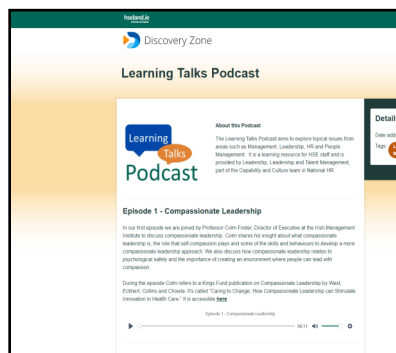 hseland.ie
Discovery Zone
Learning Talks Podcast
Learning
Talks
Podcast
About this Podcast
The Learning Talks Podcast aims to explore topical issues from
areas such as Management, Leadership, HR and People
Management. It is a learning resource for HSE staff and is
provided by Leadership, Leadership and Talent Management,
part of the Capability and Culture team in National HR.
Details
Date adde
Tags:
Episode 1 - Compassionate Leadership
In our first episode we are joined by Professor Colm Foster, Director of Executive at the Irish Management
Institute to discuss compassionate leadership. Colm shares his insight about what compassionate
leadership is, the role that self-compassion plays and some of the skills and behaviours to develop a more
compassionate leadership approach. We also discuss how compassionate leadership relates to
psychological safety and the importance of creating an environment where people can lead with
compassion.
During the episode Colm refers to a Kings Fund publication on Compassionate Leadership by West,
Eckhert, Collins and Chowla. It's called "Caring to Change: How Compassionate Leadership can Stimulate
Innovation in Health Care." It is accessible here
Episode 1 - Compassionate Leadership